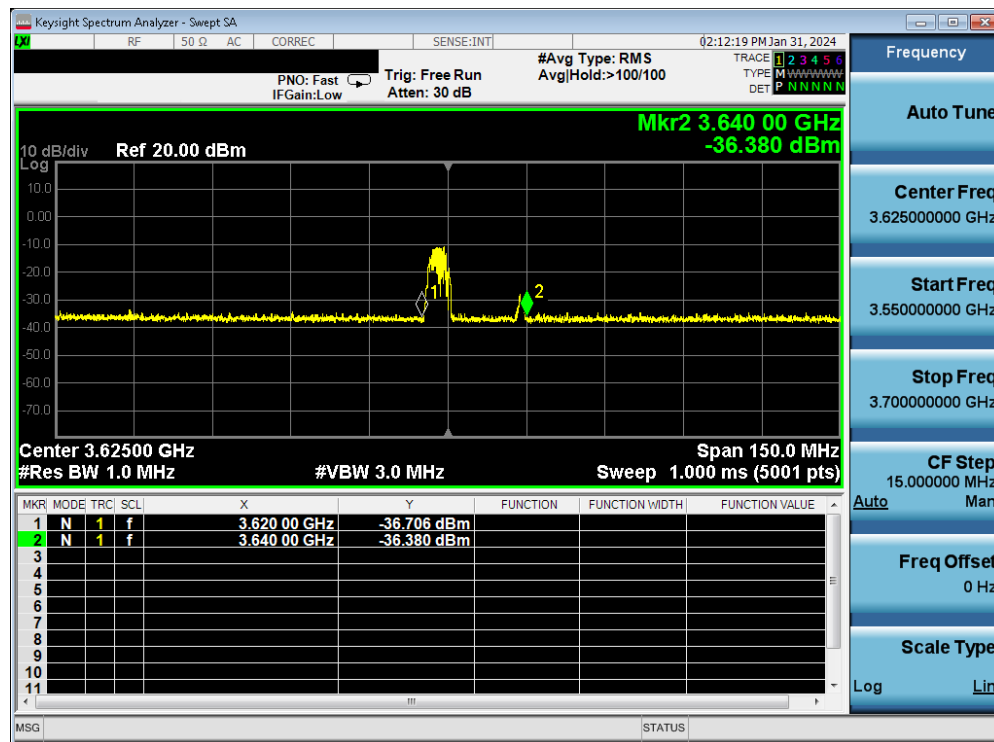 Keysight Spectrum Analyzer - Swept SA
LXI RF 50 Ω AC CORREC SENSE:INT 02:12:19 PM Jan 31, 2024
Frequency
#Avg Type: RMS TRACE 1 2 3 4 5 6
PNO: Fast Trig: Free Run Avg|Hold:>100/100 TYPE M W W W W W
IFGain:Low Atten: 30 dB DET P N N N N N
Auto Tune
Mkr2 3.640 00 GHz
10 dB/div Ref 20.00 dBm -36.380 dBm
Log
10.0
0.00
-10.0
-20.0
-30.0
-40.0
-50.0
-60.0
-70.0
1
2
Center Freq
3.625000000 GHz
Start Freq
3.550000000 GHz
Stop Freq
3.700000000 GHz
Center 3.62500 GHz Span 150.0 MHz
#Res BW 1.0 MHz #VBW 3.0 MHz Sweep 1.000 ms (5001 pts)
CF Step
15.000000 MHz
Auto Man
MKR MODE TRC SCL X Y FUNCTION FUNCTION WIDTH FUNCTION VALUE
1 N 1 f 3.620 00 GHz -36.706 dBm
2 N 1 f 3.640 00 GHz -36.380 dBm
3
4
5
6
7
8
9
10
11
Freq Offset
0 Hz
Scale Type
Log Lin
MSG STATUS